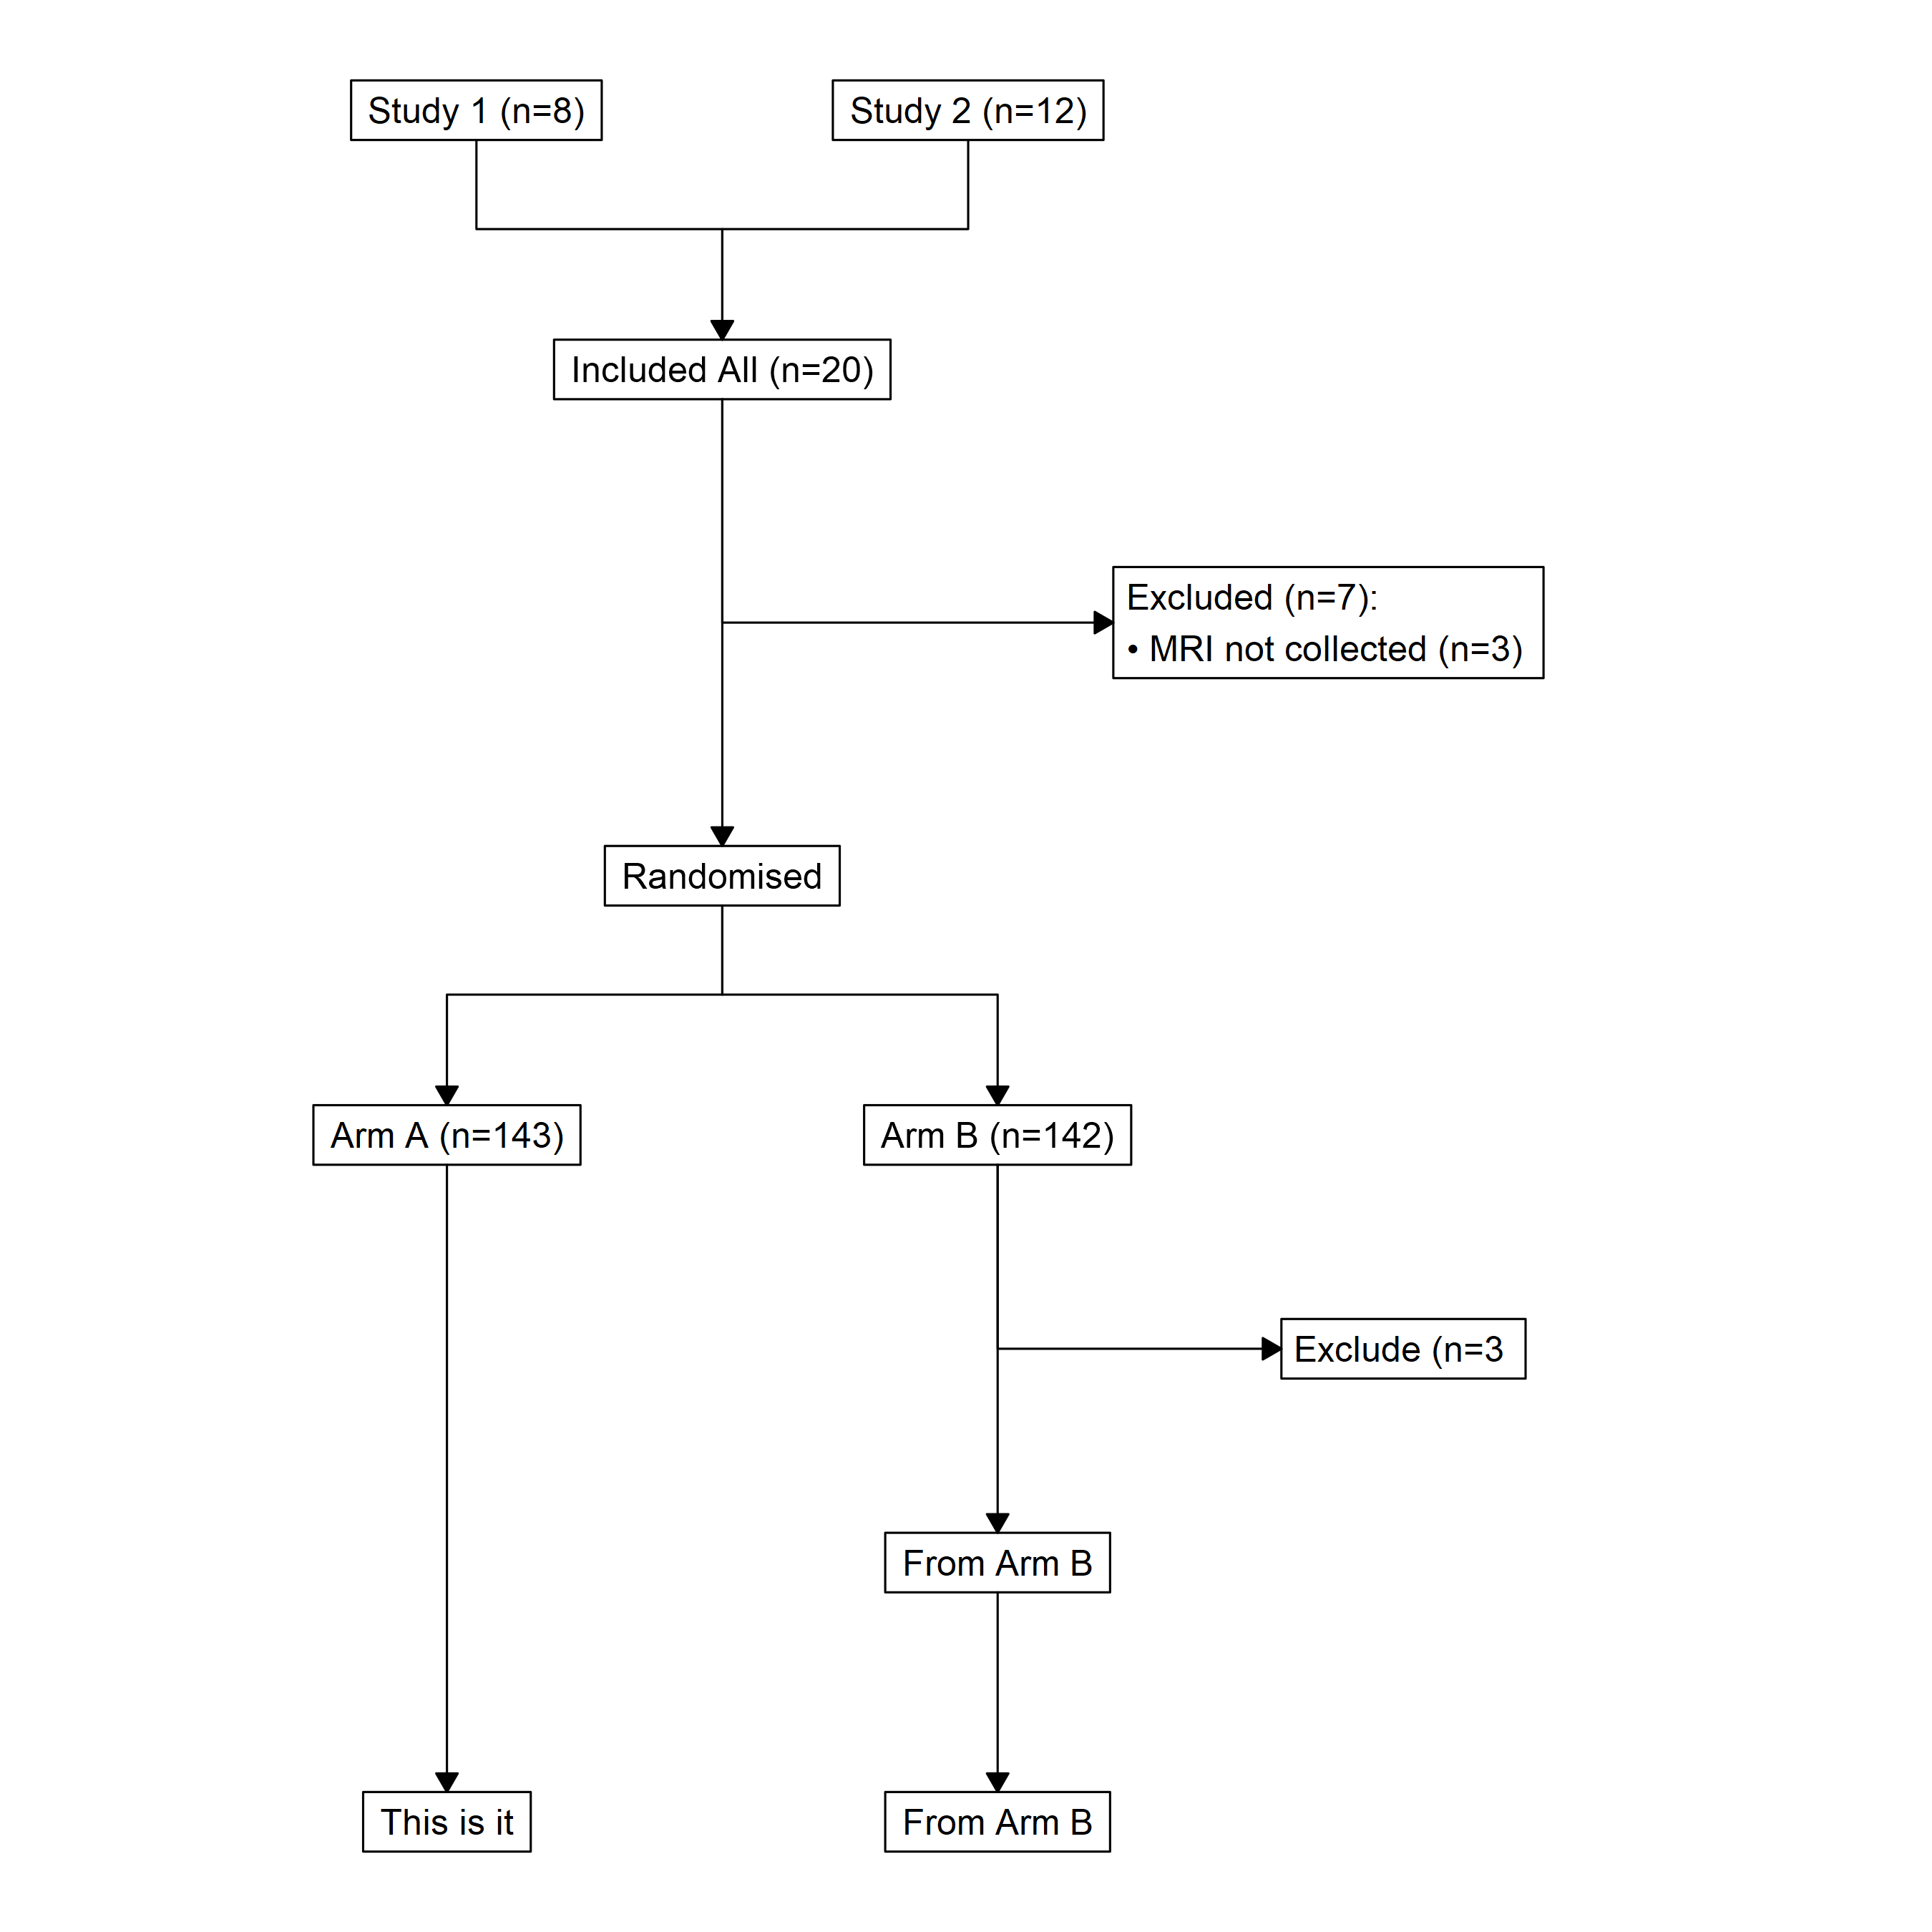 Study 1 (n=8)
Study 2 (n=12)
Included All (n=20)
Excluded (n=7):
• MRI not collected (n=3)
Randomised
Arm A (n=143)
Arm B (n=142)
Exclude (n=3
From Arm B
This is it
From Arm B